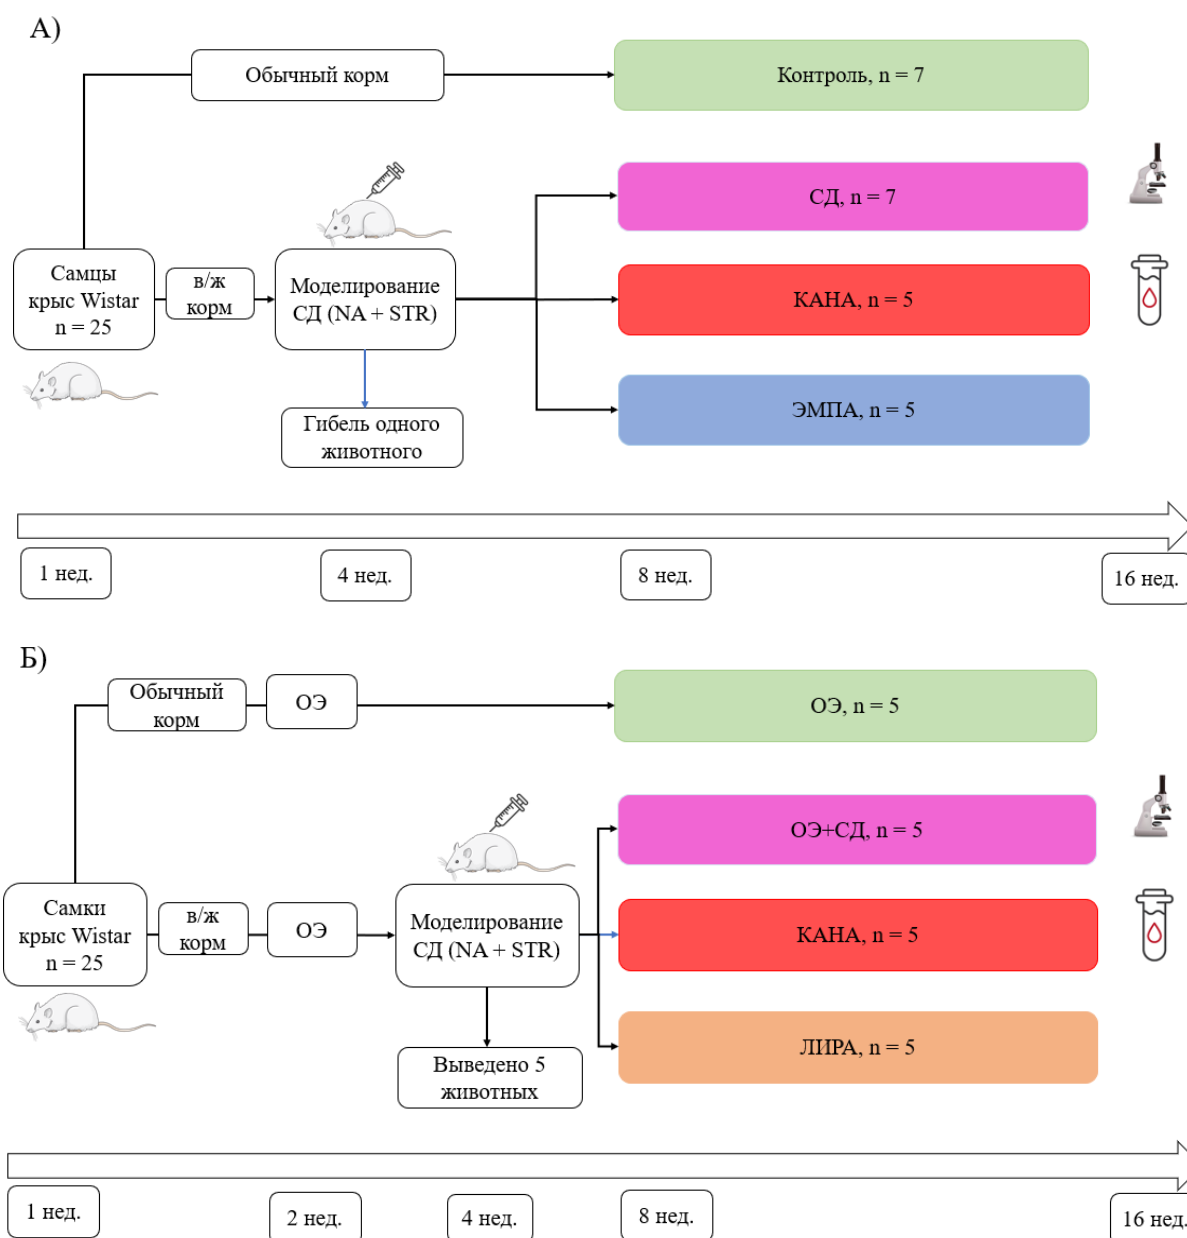 А)
Обычный корм
Контроль, n = 7
СД, n = 7
Самцы
крыс Wistar
n = 25
в/ж
корм
Моделирование
СД (NA + STR)
КАНА, n = 5
ЭМПА, n = 5
Гибель одного
животного
1 нед.
4 нед.
8 нед.
16 нед.
Б)
Обычный
корм
ОЭ
ОЭ, n = 5
ОЭ+СД, n = 5
Самки
крыс Wistar
n = 25
в/ж
корм
ОЭ
Моделирование
СД (NA + STR)
КАНА, n = 5
ЛИРА, n = 5
Выведено 5
животных
1 нед.
2 нед.
4 нед.
8 нед.
16 нед.